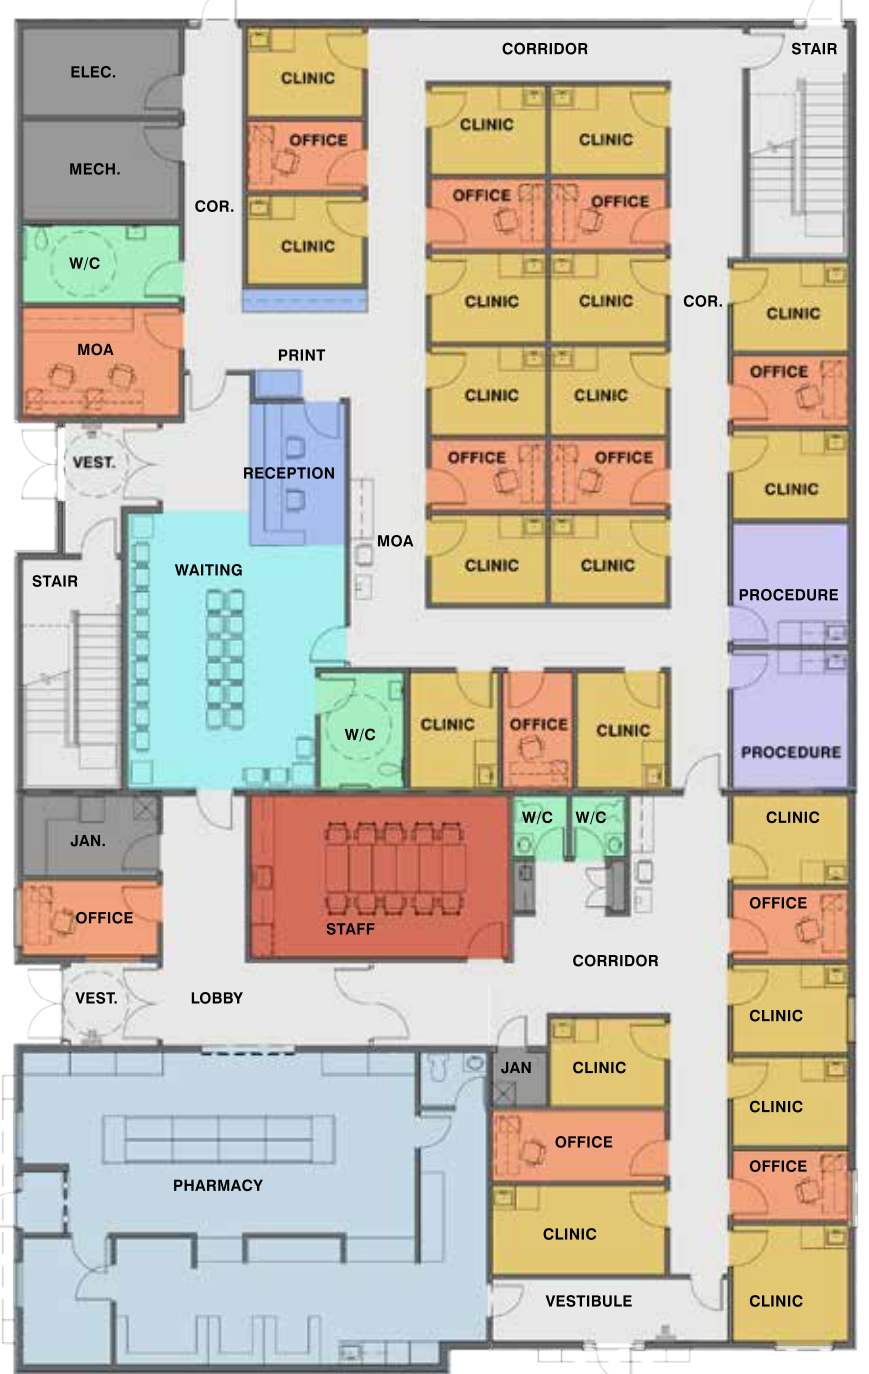 CORRIDOR
STAIR
ELEC.
CLINIC
CLINIC
CLINIC
OFFICE
MECH.
OFFICE
OFFICE
COR.
W/C
CLINIC
CLINIC
CLINIC
COR.
CLINIC
MOA
PRINT
OFFICE
CLINIC
CLINIC
VEST.
RECEPTION
OFFICE
OFFICE
CLINIC
MOA
WAITING
CLINIC
CLINIC
STAIR
PROCEDURE
W/C
CLINIC
OFFICE
CLINIC
PROCEDURE
W/C
W/C
CLINIC
JAN.
OFFICE
OFFICE
STAFF
CORRIDOR
VEST.
LOBBY
CLINIC
JAN
CLINIC
CLINIC
OFFICE
OFFICE
PHARMACY
CLINIC
VESTIBULE
CLINIC